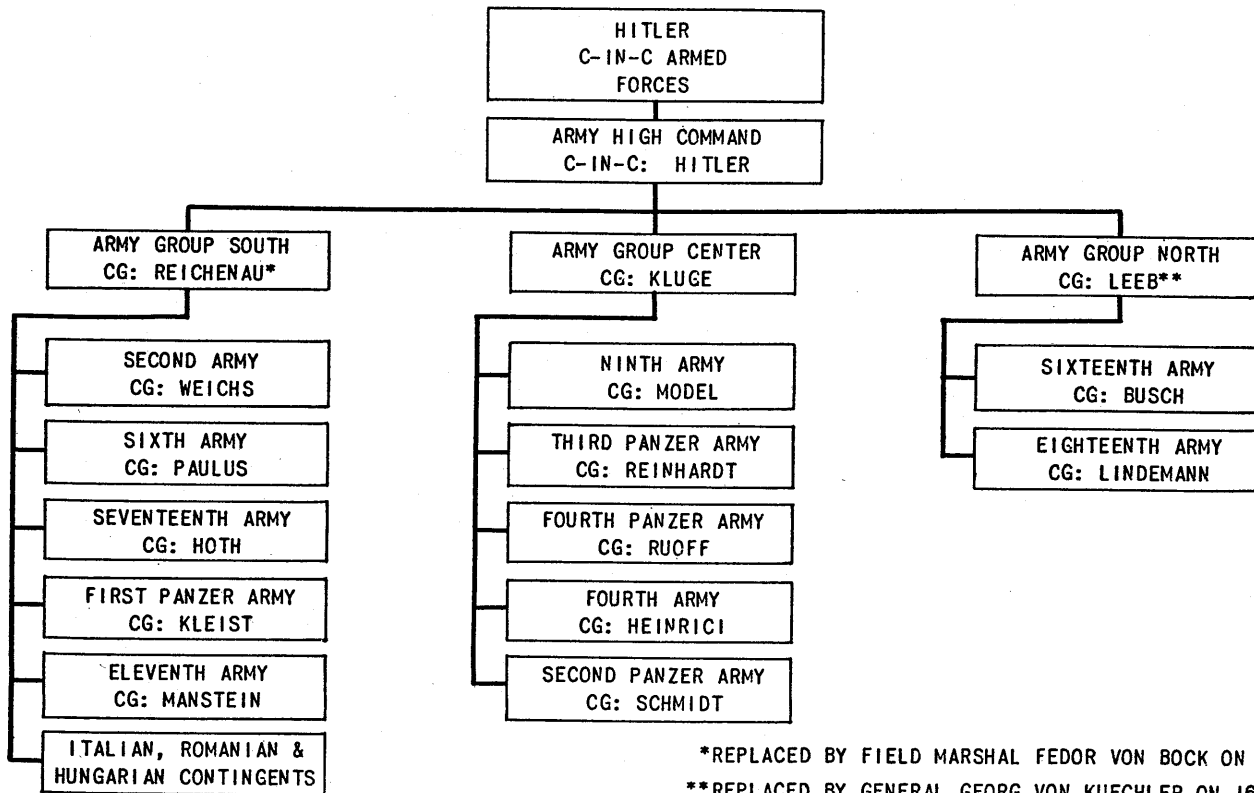 HITLER
C-IN-C ARMED
FORCES
ARMY HIGH COMMAND
C-IN-C: HITLER
ARMY GROUP SOUTH
CG: REICHENAU*
ARMY GROUP CENTER
CG: KLUGE
ARMY GROUP NORTH
CG: LEEB**
SECOND ARMY
CG: WEICHS
SIXTH ARMY
CG: PAULUS
SEVENTEENTH ARMY
CG: HOTH
FIRST PANZER ARMY
CG: KLEIST
ELEVENTH ARMY
CG: MANSTEIN
ITALIAN, ROMANIAN &
HUNGARIAN CONTINGENTS
NINTH ARMY
CG: MODEL
THIRD PANZER ARMY
CG: REINHARDT
FOURTH PANZER ARMY
CG: RUOFF
FOURTH ARMY
CG: HEINRICI
SECOND PANZER ARMY
CG: SCHMIDT
SIXTEENTH ARMY
CG: BUSCH
EIGHTEENTH ARMY
CG: LINDEMANN
*REPLACED BY FIELD MARSHAL FEDOR VON BOCK ON
**REPLACED BY GENERAL GEORG VON KUECHLER ON 16